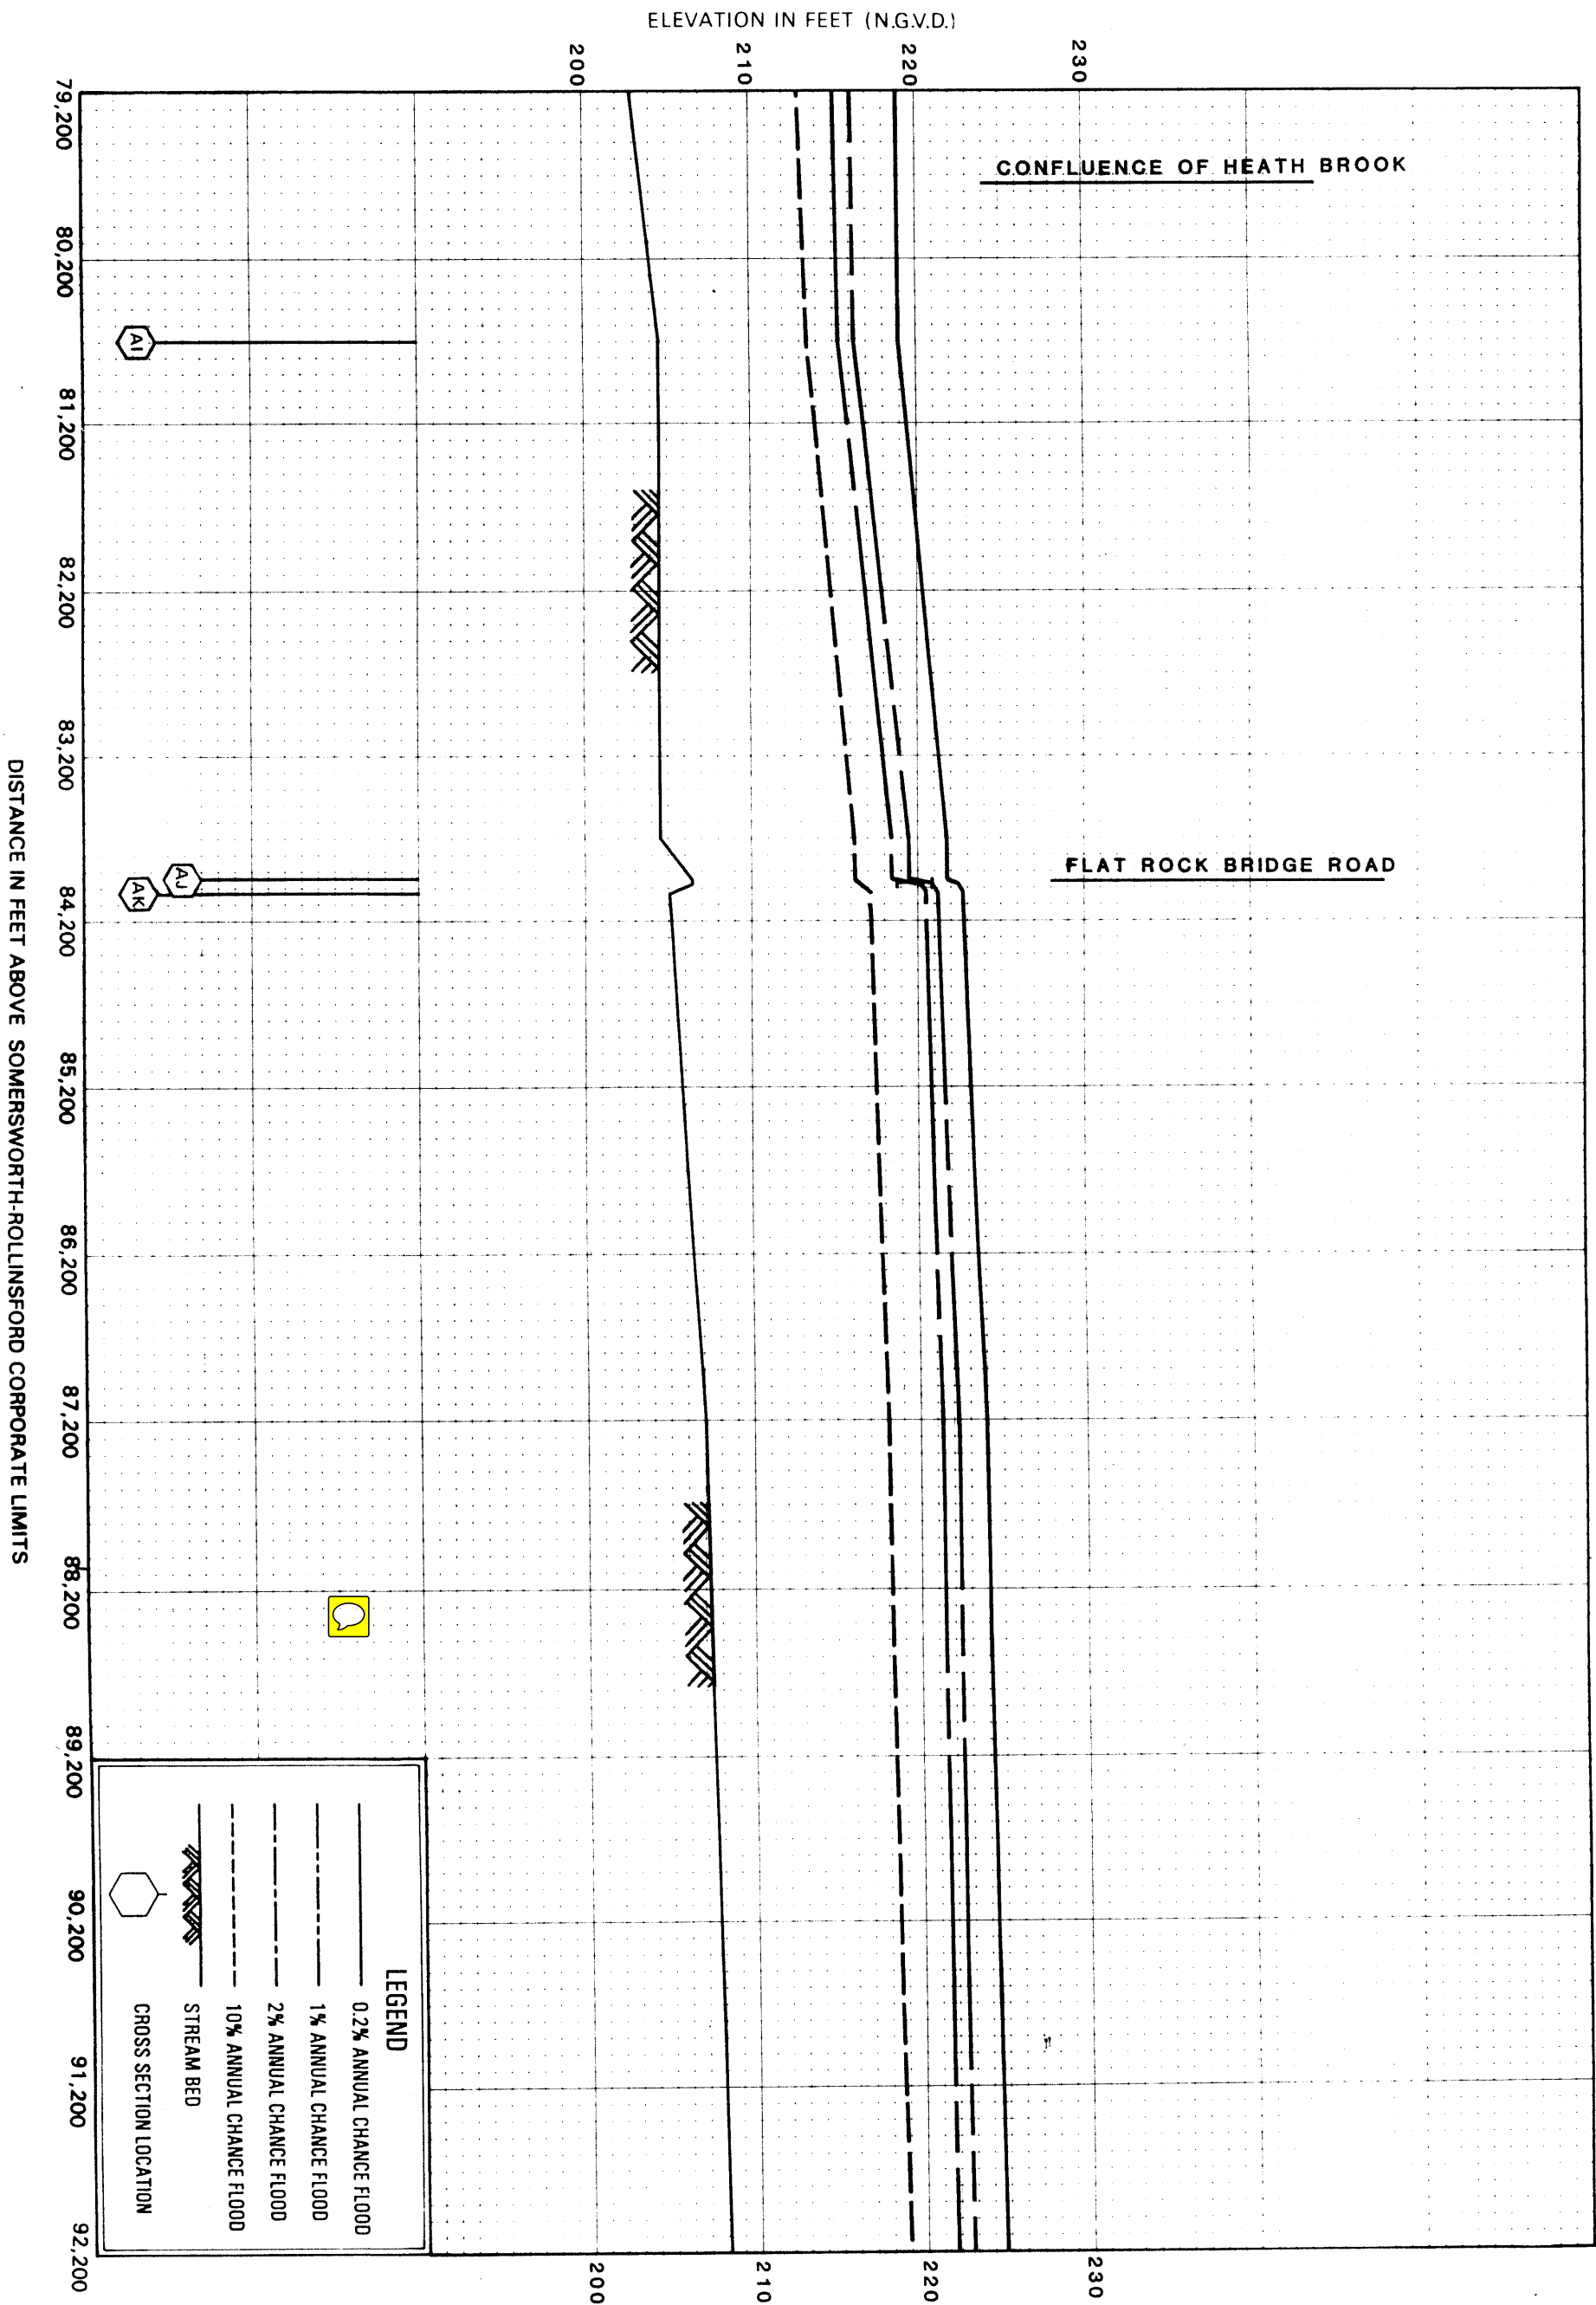 ELEVATION IN FEET (N.G.V.D.)
200
210
220
230
CONFLUENCE OF HEATH BROOK
FLAT ROCK BRIDGE ROAD
AI
AJ
AK
79,200
80,200
81,200
82,200
83,200
84,200
85,200
86,200
87,200
88,200
89,200
90,200
91,200
92,200
DISTANCE IN FEET ABOVE SOMERSWORTH-ROLLINSFORD CORPORATE LIMITS
LEGEND
0.2% ANNUAL CHANCE FLOOD
1% ANNUAL CHANCE FLOOD
2% ANNUAL CHANCE FLOOD
10% ANNUAL CHANCE FLOOD
STREAM BED
CROSS SECTION LOCATION
200
210
220
230